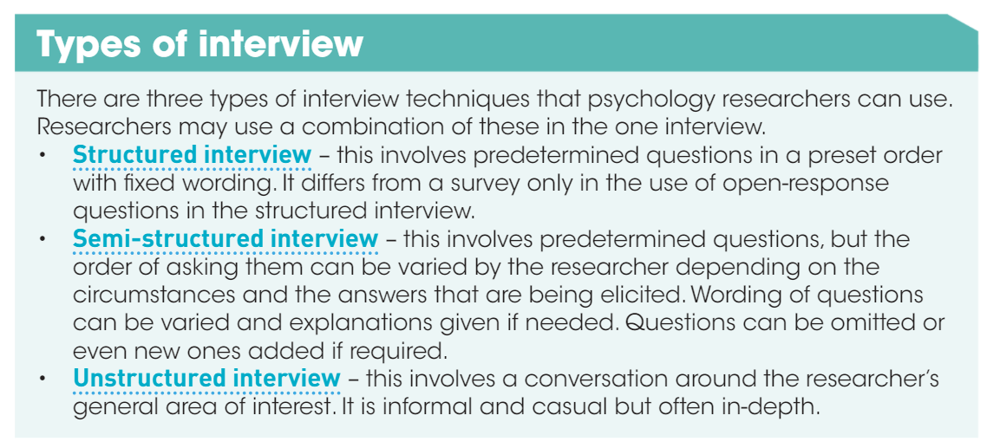 Types of interview
There are three types of interview techniques that psychology researchers can use.
Researchers may use a combination of these in the one interview.
• Structured interview – this involves predetermined questions in a preset order
with fixed wording. It differs from a survey only in the use of open-response
questions in the structured interview.
• Semi-structured interview – this involves predetermined questions, but the
order of asking them can be varied by the researcher depending on the
circumstances and the answers that are being elicited. Wording of questions
can be varied and explanations given if needed. Questions can be omitted or
even new ones added if required.
• Unstructured interview – this involves a conversation around the researcher’s
general area of interest. It is informal and casual but often in-depth.